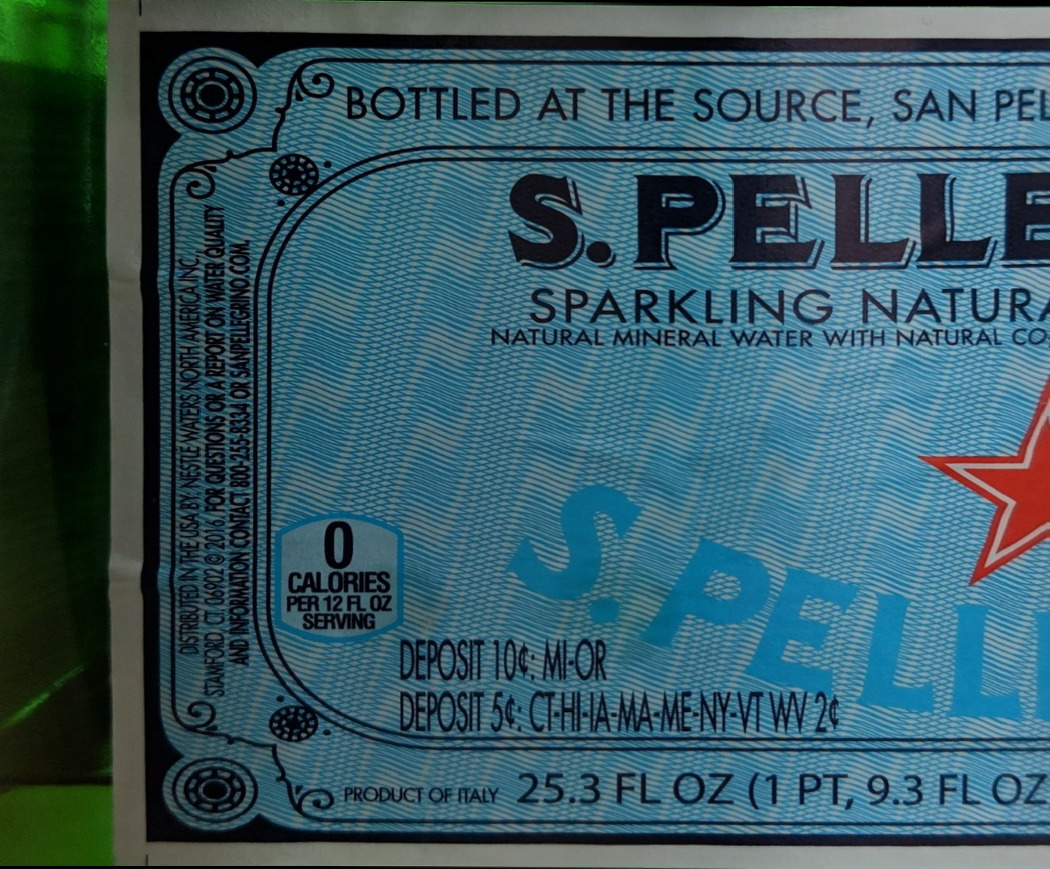 BOTTLED AT THE SOURCE, SAN PEL
S.PELLE
SPARKLING NATURA
NATURAL MINERAL WATER WITH NATURAL CO
DISTRIBUTED IN THE USA BY: NESTLÉ WATERS NORTH AMERICA INC.,
STAMFORD CT, 06902 © 2016. FOR QUESTIONS OR A REPORT ON WATER QUALITY
AND INFORMATION CONTACT 800-255-8334 OR SANPELLEGRINO.COM.
S.PELL
0
CALORIES
PER 12 FL OZ
SERVING
DEPOSIT 10¢: MI-OR
DEPOSIT 5¢: CT-HI-IA-MA-ME-NY-VT WV 2¢
PRODUCT OF ITALY 25.3 FL OZ (1 PT, 9.3 FL OZ